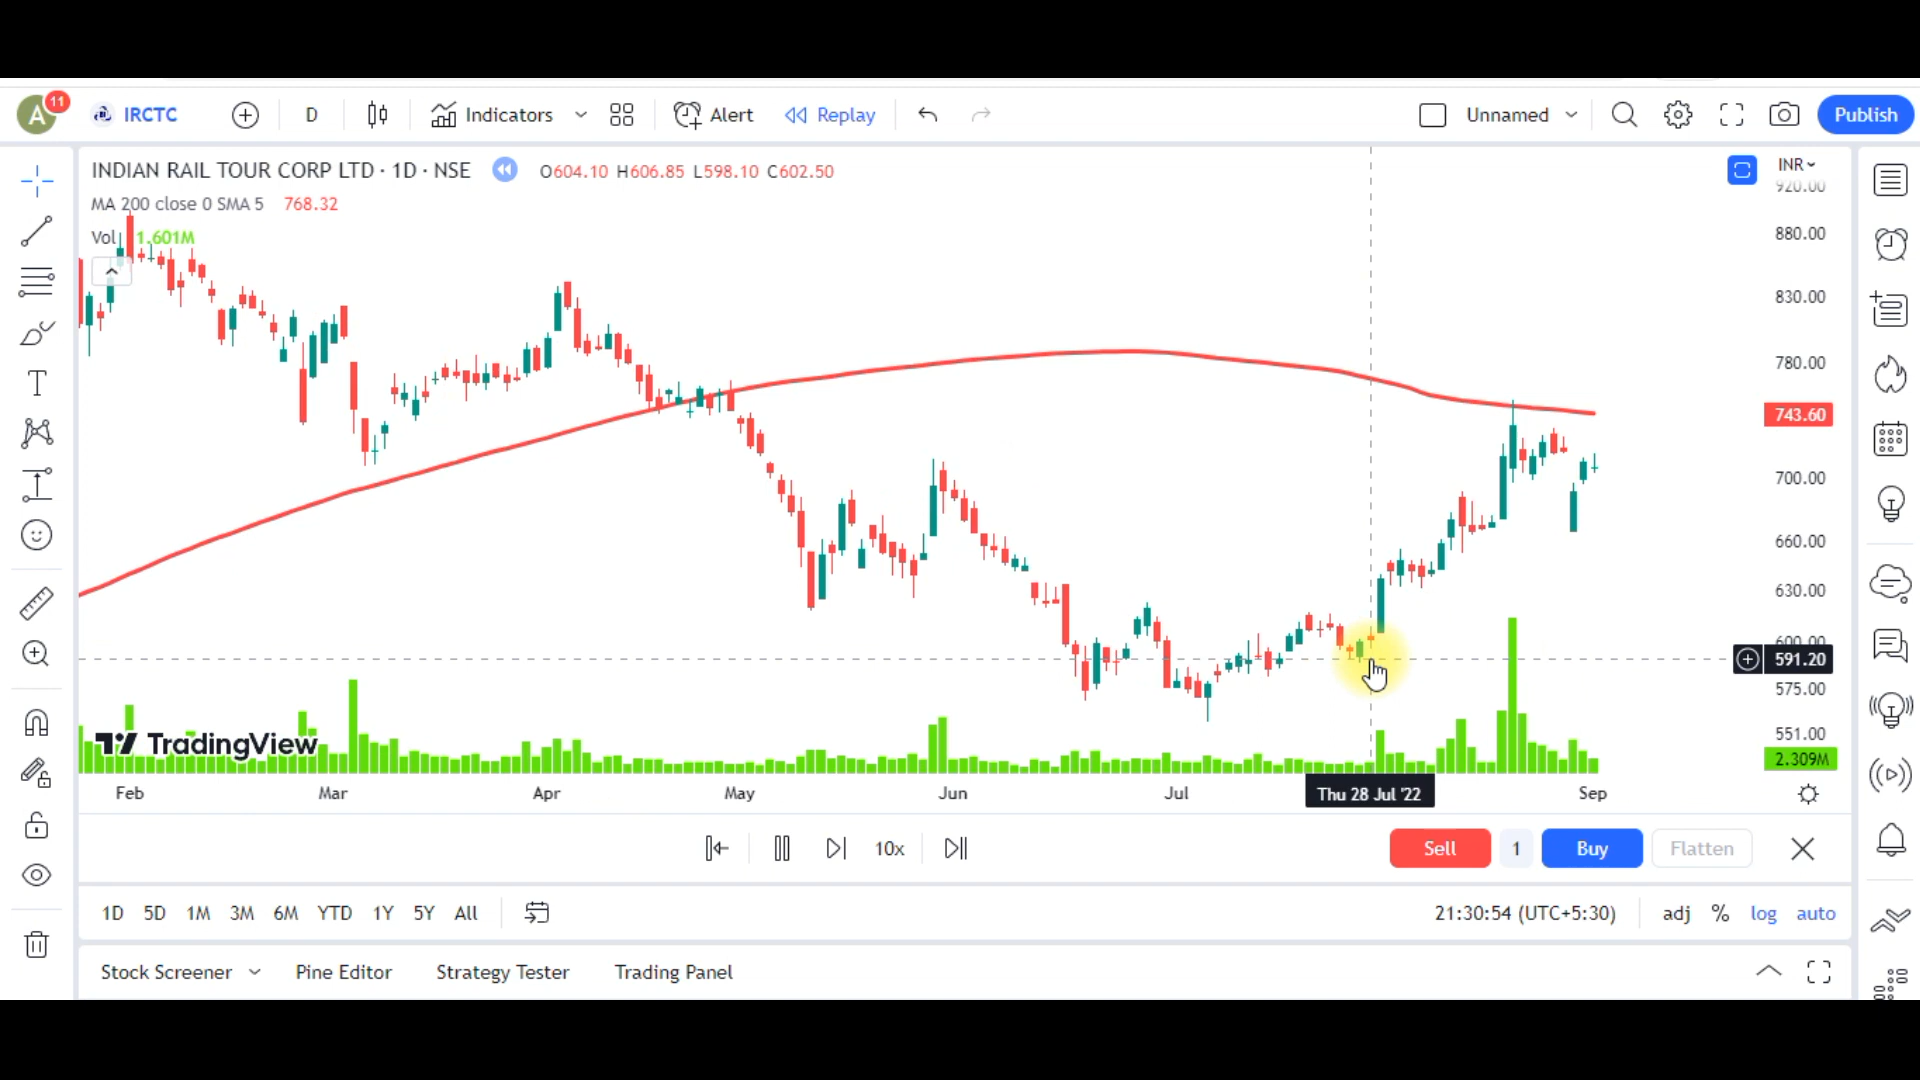 A 11 IRCTC D Indicators Alert Replay Unnamed Publish
INDIAN RAIL TOUR CORP LTD · 1D · NSE O604.10 H606.85 L598.10 C602.50 INR
MA 200 close 0 SMA 5 768.32
Vol 1.601M
920.00
880.00
830.00
780.00
743.60
700.00
660.00
630.00
600.00
591.20
575.00
551.00
2.309M
TradingView
Feb Mar Apr May Jun Jul Thu 28 Jul '22 Sep
10x Sell 1 Buy Flatten
1D 5D 1M 3M 6M YTD 1Y 5Y All 21:30:54 (UTC+5:30) adj % log auto
Stock Screener Pine Editor Strategy Tester Trading Panel